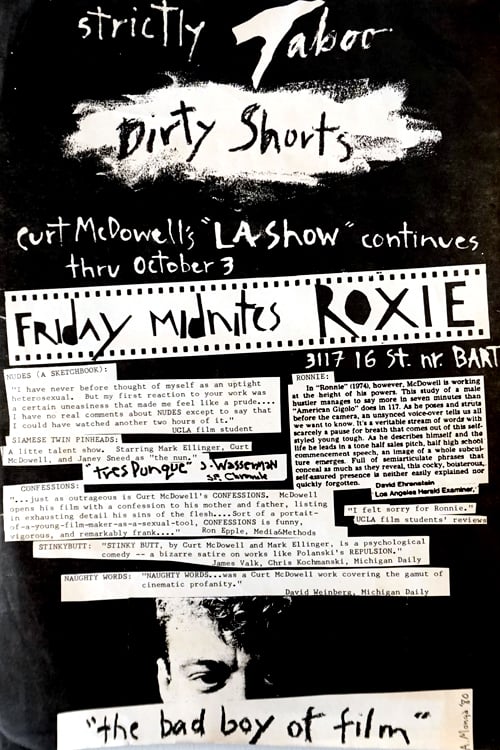 strictly Taboo
Dirty Shorts
Curt McDowell's "LA Show" continues
thru October 3
FRIDAY MIDNITES ROXIE
3117 16 St. nr. BART
NUDES (A SKETCHBOOK):
"I have never before thought of myself as an uptight
heterosexual. But my first reaction to your work was
a certain uneasiness that made me feel like a prude....
I have no real comments about NUDES except to say that
I could have watched another two hours of it."
UCLA film student
SIAMESE TWIN PINHEADS:
A litte talent show. Starring Mark Ellinger, Curt
McDowell, and Janey Sneed as "the nun."
"Très Punque" J. Wasserman
S.F. Chronicle
CONFESSIONS:
"...just as outrageous is Curt McDowell's CONFESSIONS. McDowell
opens his film with a confession to his mother and father, listing
in exhausting detail his sins of the flesh....Sort of a portait-
of-a-young-film-maker-as-a-sexual-tool, CONFESSIONS is funny,
vigorous, and remarkably frank...." Ron Epple, Media&Methods
RONNIE:
In "Ronnie" (1974), however, McDowell is working
at the height of his powers. This study of a male
hustler manages to say more in seven minutes than
"American Gigolo" does in 117. As he poses and struts
before the camera, an unsynced voice-over tells us all
we want to know. It's a veritable stream of words with
scarcely a pause for breath that comes out of this self-
styled young tough. As he describes himself and the
life he leads in a tone half sales pitch, half high school
commencement speech, an image of a whole subcul-
ture emerges. Full of semiarticulate phrases that
conceal as much as they reveal, this cocky, boisterous,
self-assured presence is neither easily explained nor
quickly forgotten.
David Ehrenstein
Los Angeles Herald Examiner,
"I felt sorry for Ronnie."
UCLA film students' reviews
STINKYBUTT: "STINKY BUTT, by Curt McDowell and Mark Ellinger, is a psychological
comedy -- a bizarre satire on works like Polanski's REPULSION."
James Valk, Chris Kochmanski, Michigan Daily
NAUGHTY WORDS: "NAUGHTY WORDS...was a Curt McDowell work covering the gamut of
cinematic profanity."
David Weinberg, Michigan Daily
"the bad boy of film"
A. Monga '80